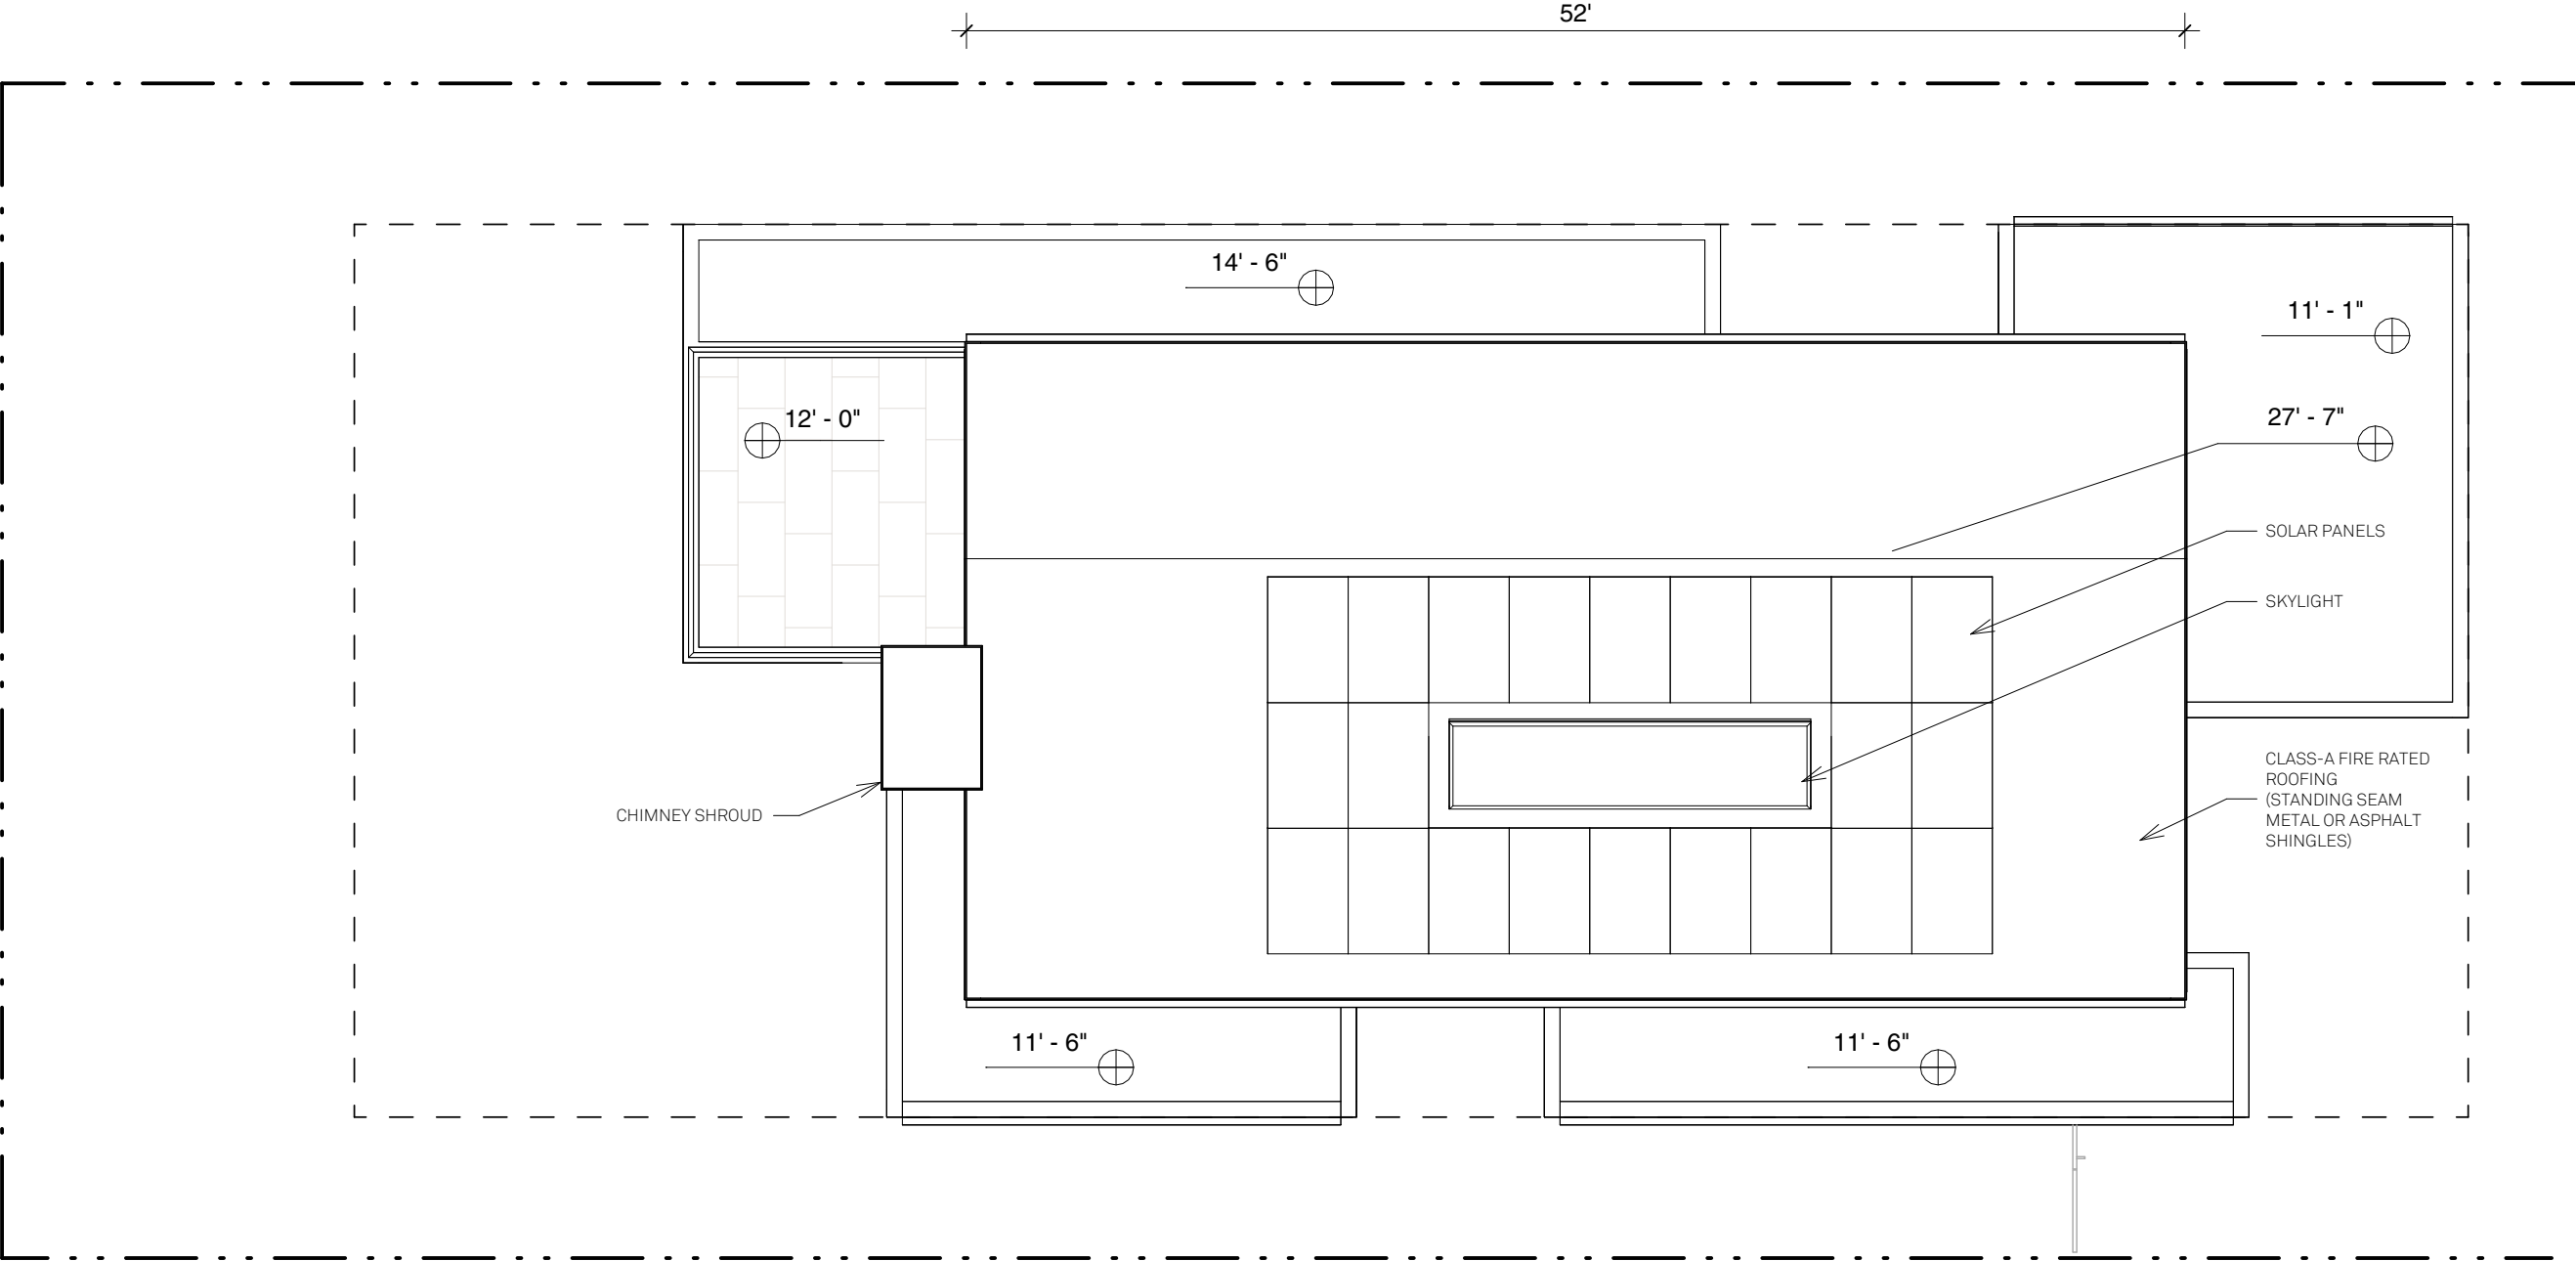 52'
14' - 6"
11' - 1"
12' - 0"
27' - 7"
SOLAR PANELS
SKYLIGHT
CLASS-A FIRE RATED
ROOFING
(STANDING SEAM
METAL OR ASPHALT
SHINGLES)
CHIMNEY SHROUD
11' - 6"
11' - 6"